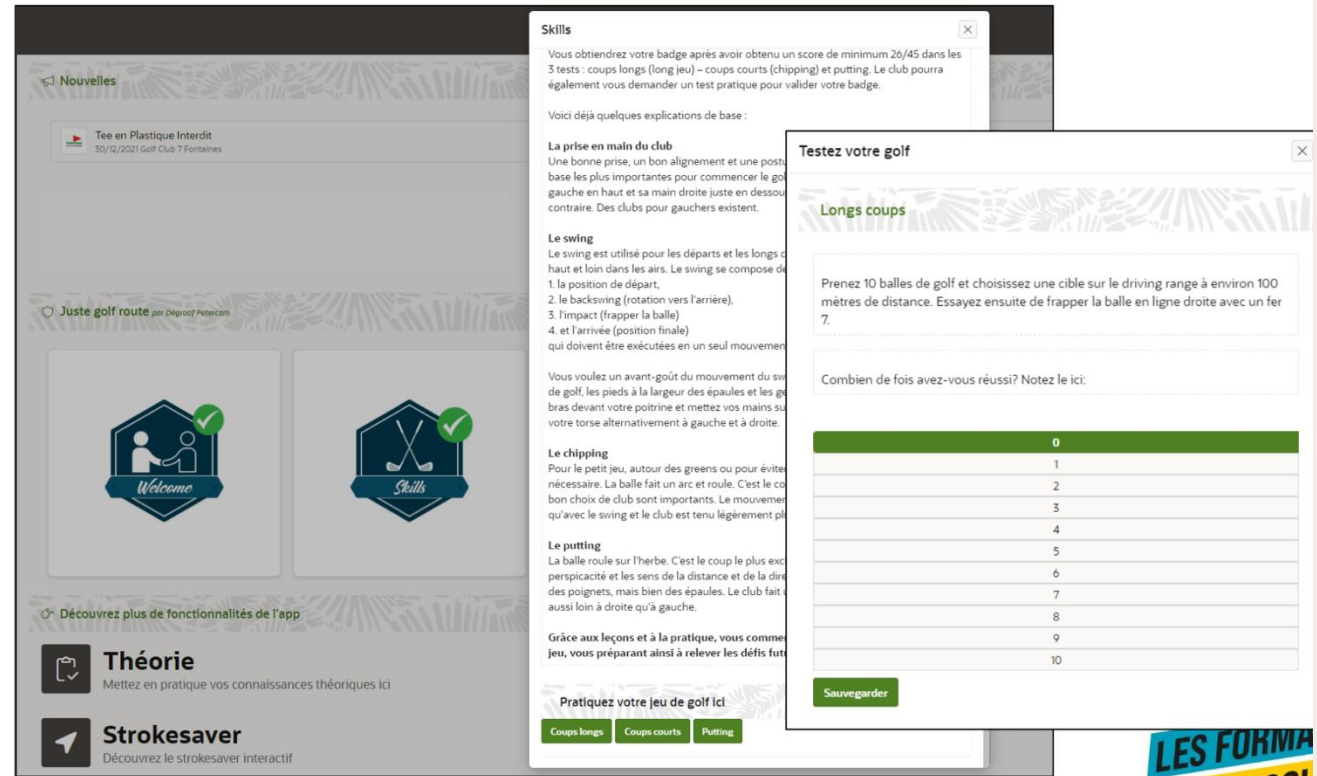 Nouvelles
Tee en Plastique Interdit
30/12/2021 Golf Club 7 Fontaines
Juste golf route par Degroof Petercam
Welcome
Skills
Découvrez plus de fonctionnalités de l'app
Théorie
Mettez en pratique vos connaissances théoriques ici
Strokesaver
Découvrez le strokesaver interactif
Skills
Vous obtiendrez votre badge après avoir obtenu un score de minimum 26/45 dans les
3 tests : coups longs (long jeu) – coups courts (chipping) et putting. Le club pourra
également vous demander un test pratique pour valider votre badge.
Voici déjà quelques explications de base :
La prise en main du club
Une bonne prise, un bon alignement et une post
base les plus importantes pour commencer le go
gauche en haut et sa main droite juste en dessou
contraire. Des clubs pour gauchers existent.
Le swing
Le swing est utilisé pour les départs et les longs c
haut et loin dans les airs. Le swing se compose de
1. la position de départ,
2. le backswing (rotation vers l'arrière),
3. l'impact (frapper la balle)
4. et l'arrivée (position finale)
qui doivent être exécutées en un seul mouvemen
Vous voulez un avant-goût du mouvement du sw
de golf, les pieds à la largeur des épaules et les ge
bras devant votre poitrine et mettez vos mains su
votre torse alternativement à gauche et à droite.
Le chipping
Pour le petit jeu, autour des greens ou pour évite
nécessaire. La balle fait un arc et roule. C'est le co
bon choix de club sont importants. Le mouvemen
qu'avec le swing et le club est tenu légèrement pl
Le putting
La balle roule sur l'herbe. C'est le coup le plus exc
perspicacité et les sens de la distance et de la dire
des poignets, mais bien des épaules. Le club fait
aussi loin à droite qu'à gauche.
Grâce aux leçons et à la pratique, vous comme
jeu, vous préparant ainsi à relever les défis fut
Pratiquez votre jeu de golf ici
Coups longs Coups courts Putting
Testez votre golf
Longs coups
Prenez 10 balles de golf et choisissez une cible sur le driving range à environ 100
mètres de distance. Essayez ensuite de frapper la balle en ligne droite avec un fer
7.
Combien de fois avez-vous réussi? Notez le ici:
0
1
2
3
4
5
6
7
8
9
10
Sauvegarder
LES FORMA